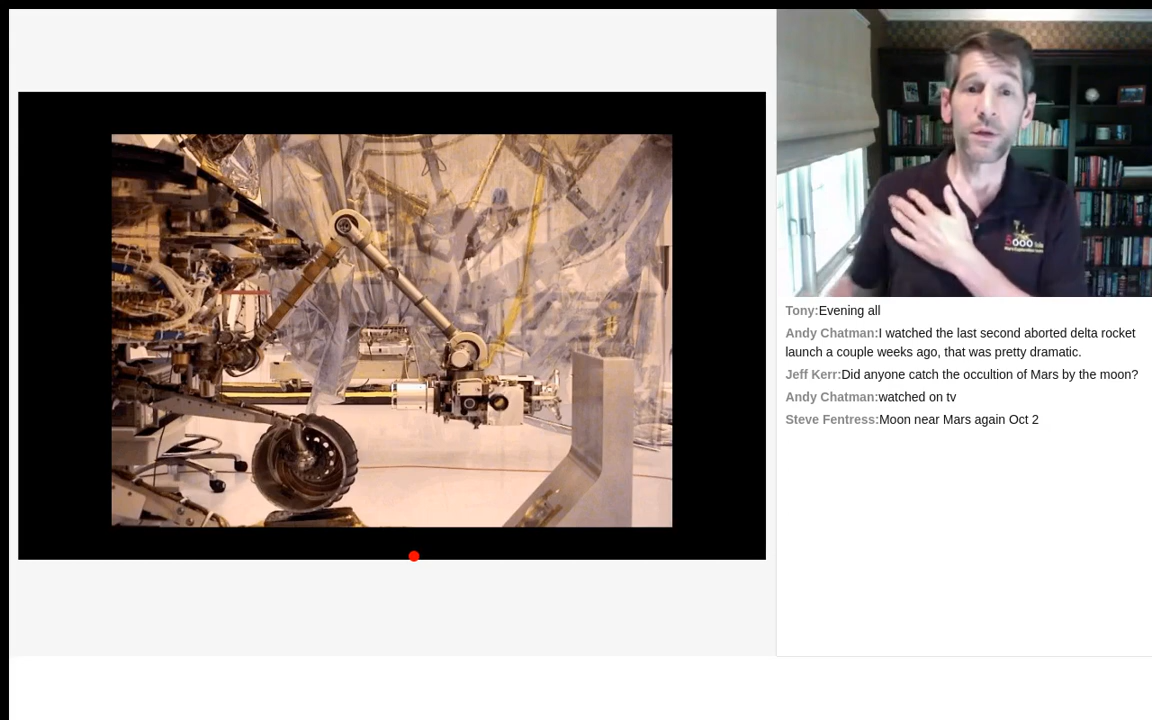 Tony:Evening all
Andy Chatman:I watched the last second aborted delta rocket
launch a couple weeks ago, that was pretty dramatic.
Jeff Kerr:Did anyone catch the occultion of Mars by the moon?
Andy Chatman:watched on tv
Steve Fentress:Moon near Mars again Oct 2